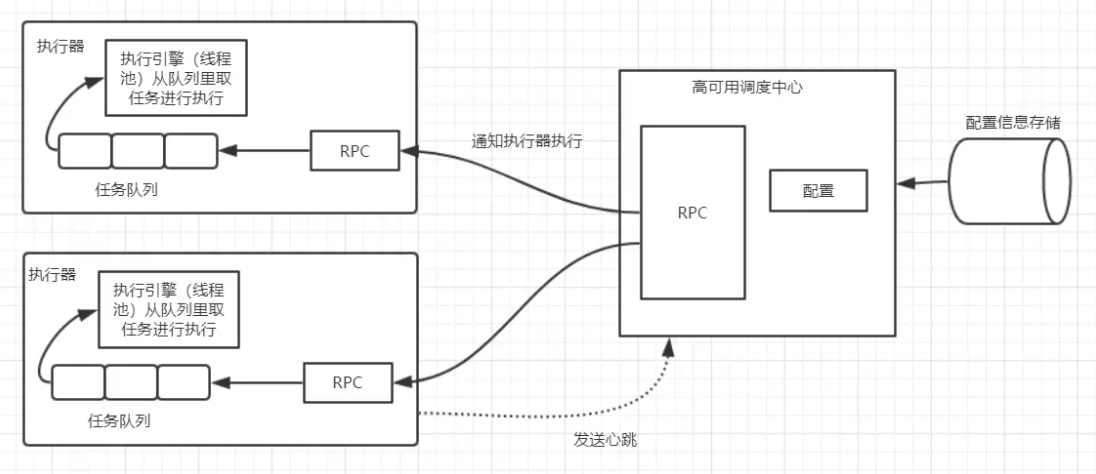 执行器
执行引擎（线程
池）从队列里取
任务进行执行
RPC
任务队列
通知执行器执行
高可用调度中心
RPC
配置
配置信息存储
执行器
执行引擎（线程
池）从队列里取
任务进行执行
RPC
任务队列
发送心跳